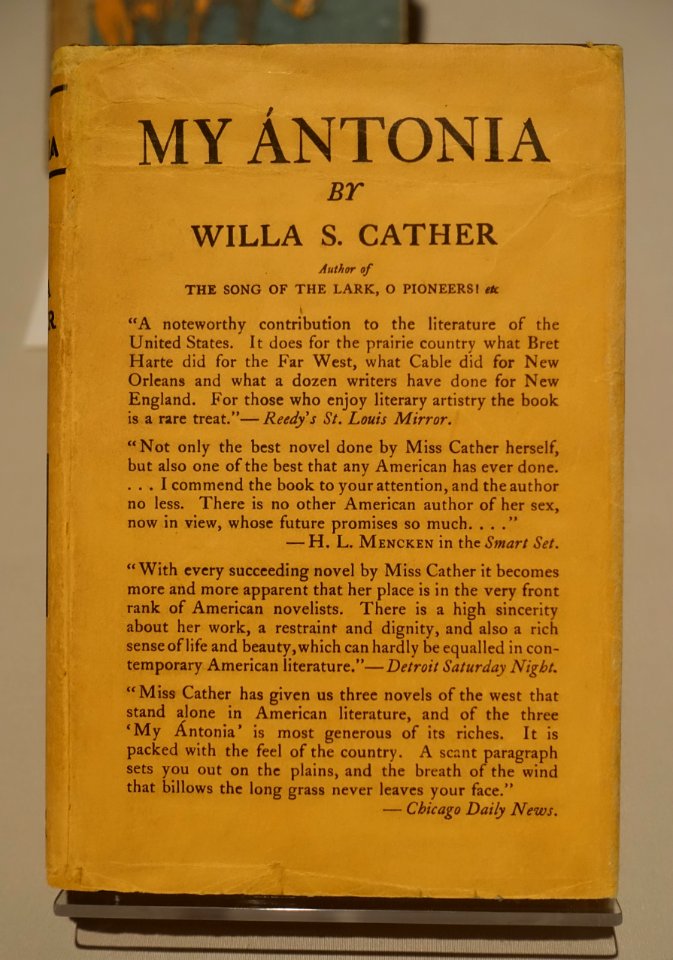 MY ÁNTONIA
BY
WILLA S. CATHER
Author of
THE SONG OF THE LARK, O PIONEERS! etc
“A noteworthy contribution to the literature of the
United States. It does for the prairie country what Bret
Harte did for the Far West, what Cable did for New
Orleans and what a dozen writers have done for New
England. For those who enjoy literary artistry the book
is a rare treat.”—Reedy's St. Louis Mirror.
“Not only the best novel done by Miss Cather herself,
but also one of the best that any American has ever done.
. . . I commend the book to your attention, and the author
no less. There is no other American author of her sex,
now in view, whose future promises so much. . . .”
—H. L. MENCKEN in the Smart Set.
“With every succeeding novel by Miss Cather it becomes
more and more apparent that her place is in the very front
rank of American novelists. There is a high sincerity
about her work, a restraint and dignity, and also a rich
sense of life and beauty, which can hardly be equalled in con-
temporary American literature.”—Detroit Saturday Night.
“Miss Cather has given us three novels of the west that
stand alone in American literature, and of the three
‘My Ántonia’ is most generous of its riches. It is
packed with the feel of the country. A scant paragraph
sets you out on the plains, and the breath of the wind
that billows the long grass never leaves your face.”
—Chicago Daily News.